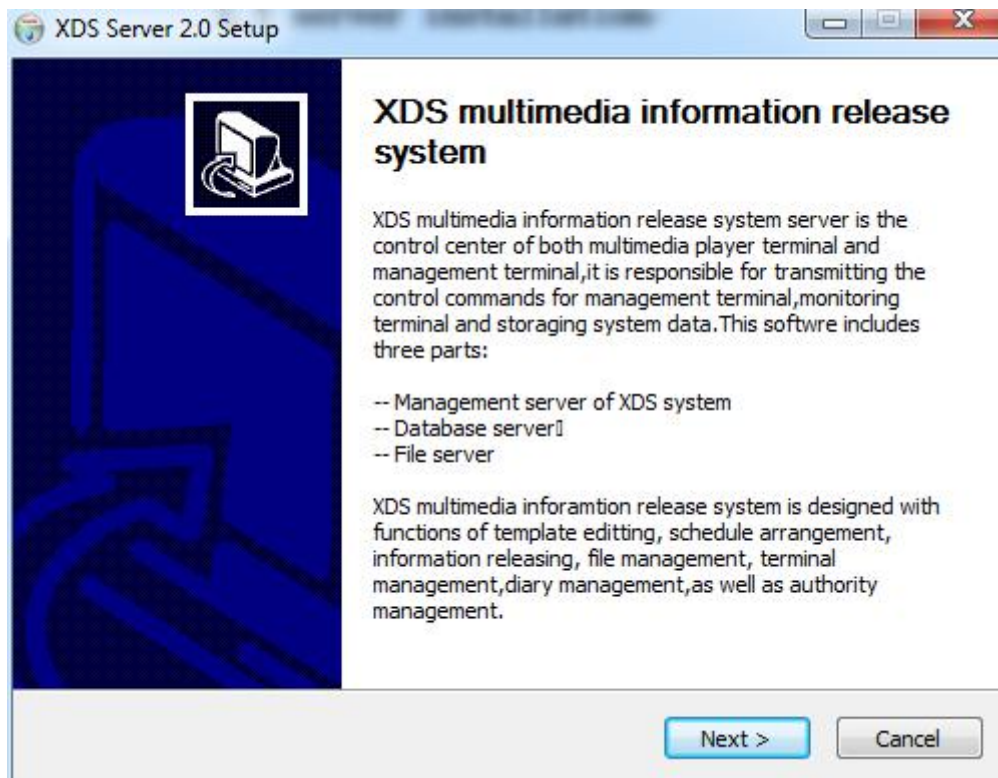 server installation
XDS Server 2.0 Setup
XDS multimedia information release
system
XDS multimedia information release system server is the
control center of both multimedia player terminal and
management terminal,it is responsible for transmitting the
control commands for management terminal,monitoring
terminal and storaging system data.This softwre includes
three parts:
-- Management server of XDS system
-- Database server▯
-- File server
XDS multimedia inforamtion release system is designed with
functions of template editting, schedule arrangement,
information releasing, file management, terminal
management,diary management,as well as authority
management.
Next >
Cancel